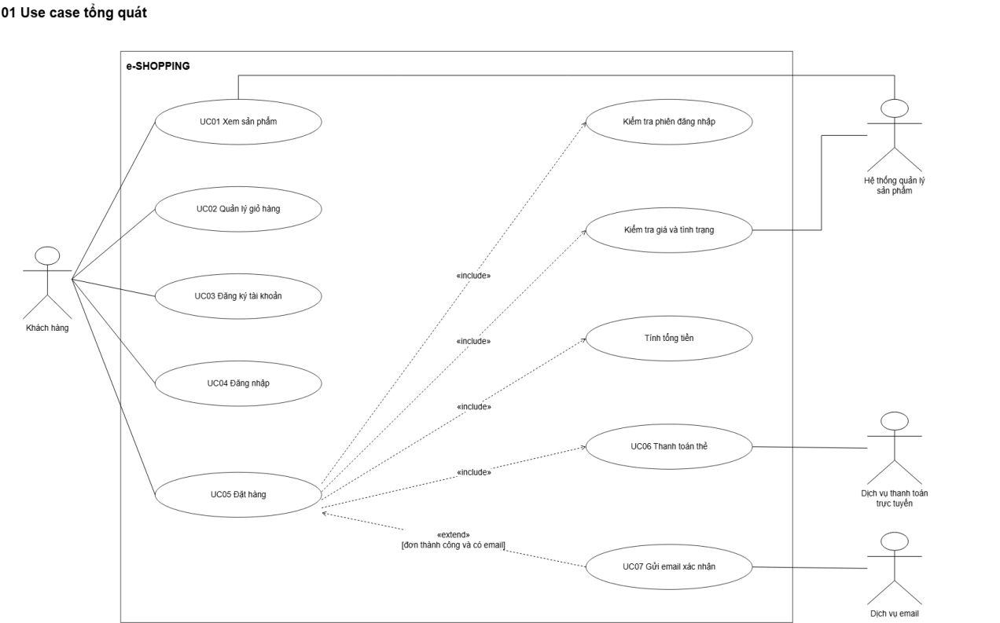 01 Use case tổng quát
e-SHOPPING
UC01 Xem sản phẩm
Kiểm tra phiên đăng nhập
Hệ thống quản lý
sản phẩm
UC02 Quản lý giỏ hàng
Kiểm tra giá và tình trạng
«include»
UC03 Đăng ký tài khoản
Khách hàng
«include»
Tính tổng tiền
UC04 Đăng nhập
«include»
UC06 Thanh toán thẻ
«include»
UC05 Đặt hàng
Dịch vụ thanh toán
trực tuyến
«extend»
[đơn thành công và có email]
UC07 Gửi email xác nhận
Dịch vụ email